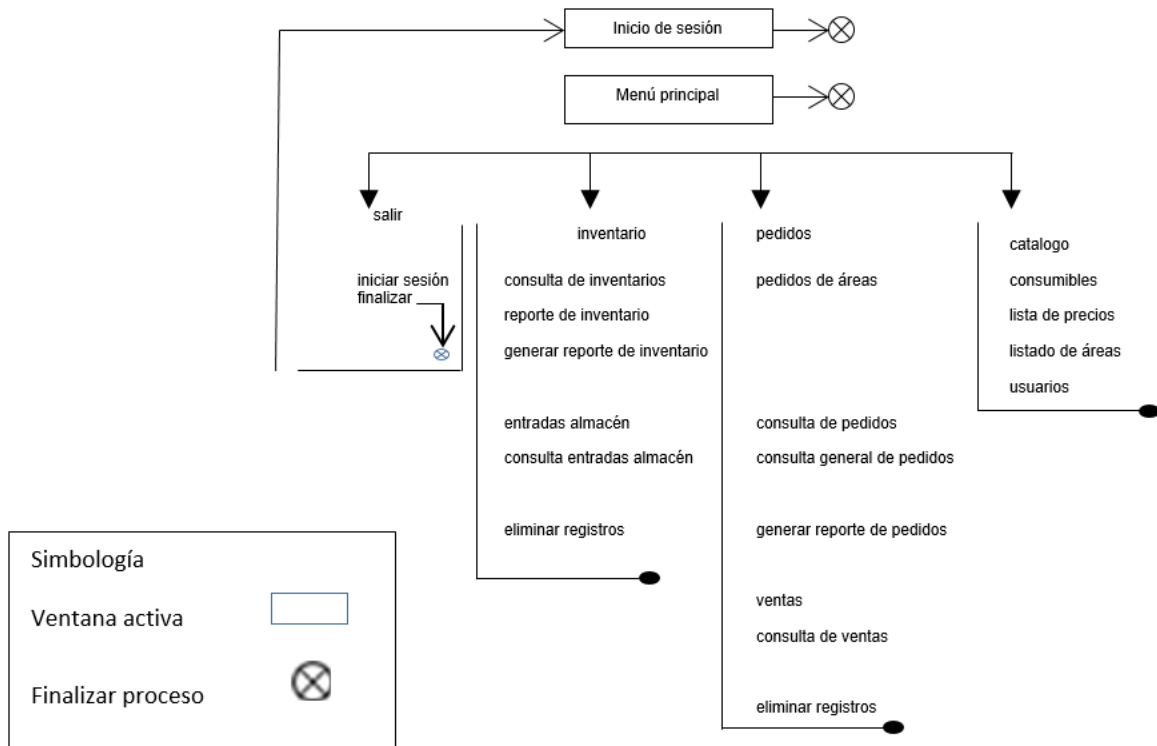 Inicio de sesión
Menú principal
salir
iniciar sesión
finalizar
inventario
consulta de inventarios
reporte de inventario
generar reporte de inventario
entradas almacén
consulta entradas almacén
eliminar registros
pedidos
pedidos de áreas
consulta de pedidos
consulta general de pedidos
generar reporte de pedidos
ventas
consulta de ventas
eliminar registros
catalogo
consumibles
lista de precios
listado de áreas
usuarios
Simbología
Ventana activa
Finalizar proceso